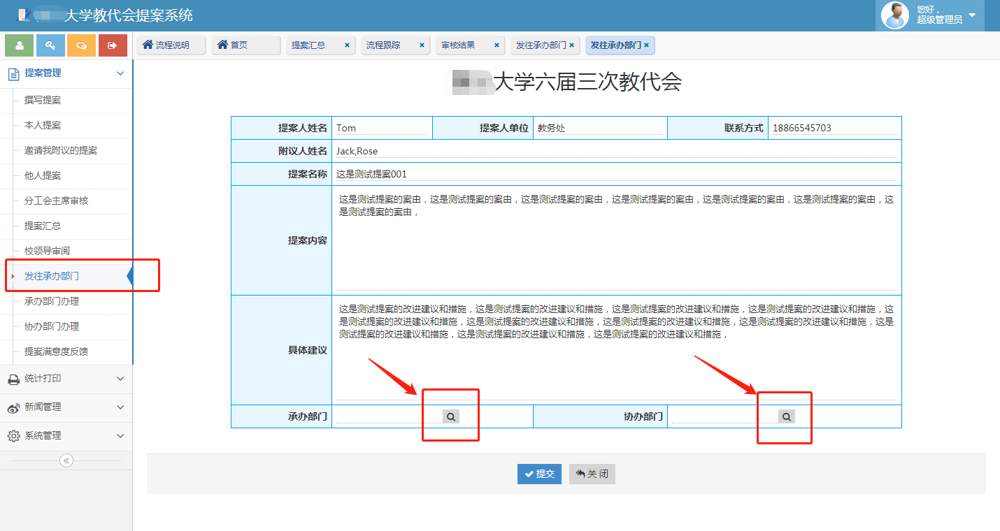 大学教代会提案系统
您好，
超级管理员
流程说明
首页
提案汇总
流程跟踪
审核结果
发往承办部门
发往承办部门
提案管理
撰写提案
本人提案
邀请我附议的提案
他人提案
分工会主席审核
提案汇总
校领导审阅
发往承办部门
承办部门办理
协办部门办理
提案满意度反馈
统计打印
新闻管理
系统管理
大学六届三次教代会
提案人姓名 Tom 提案人单位 教务处 联系方式 18866545703
附议人姓名 Jack,Rose
提案名称 这是测试提案001
提案内容
这是测试提案的案由，这是测试提案的案由，这是测试提案的案由，这是测试提案的案由，这是测试提案的案由，这是测试提案的案由，这
是测试提案的案由，
具体建议
这是测试提案的改进建议和措施，这是测试提案的改进建议和措施，这是测试提案的改进建议和措施，这是测试提案的改进建议和措施，这
是测试提案的改进建议和措施，这是测试提案的改进建议和措施，这是测试提案的改进建议和措施，这是测试提案的改进建议和措施，这是
测试提案的改进建议和措施，这是测试提案的改进建议和措施，这是测试提案的改进建议和措施，
承办部门 协办部门
提交 关 闭